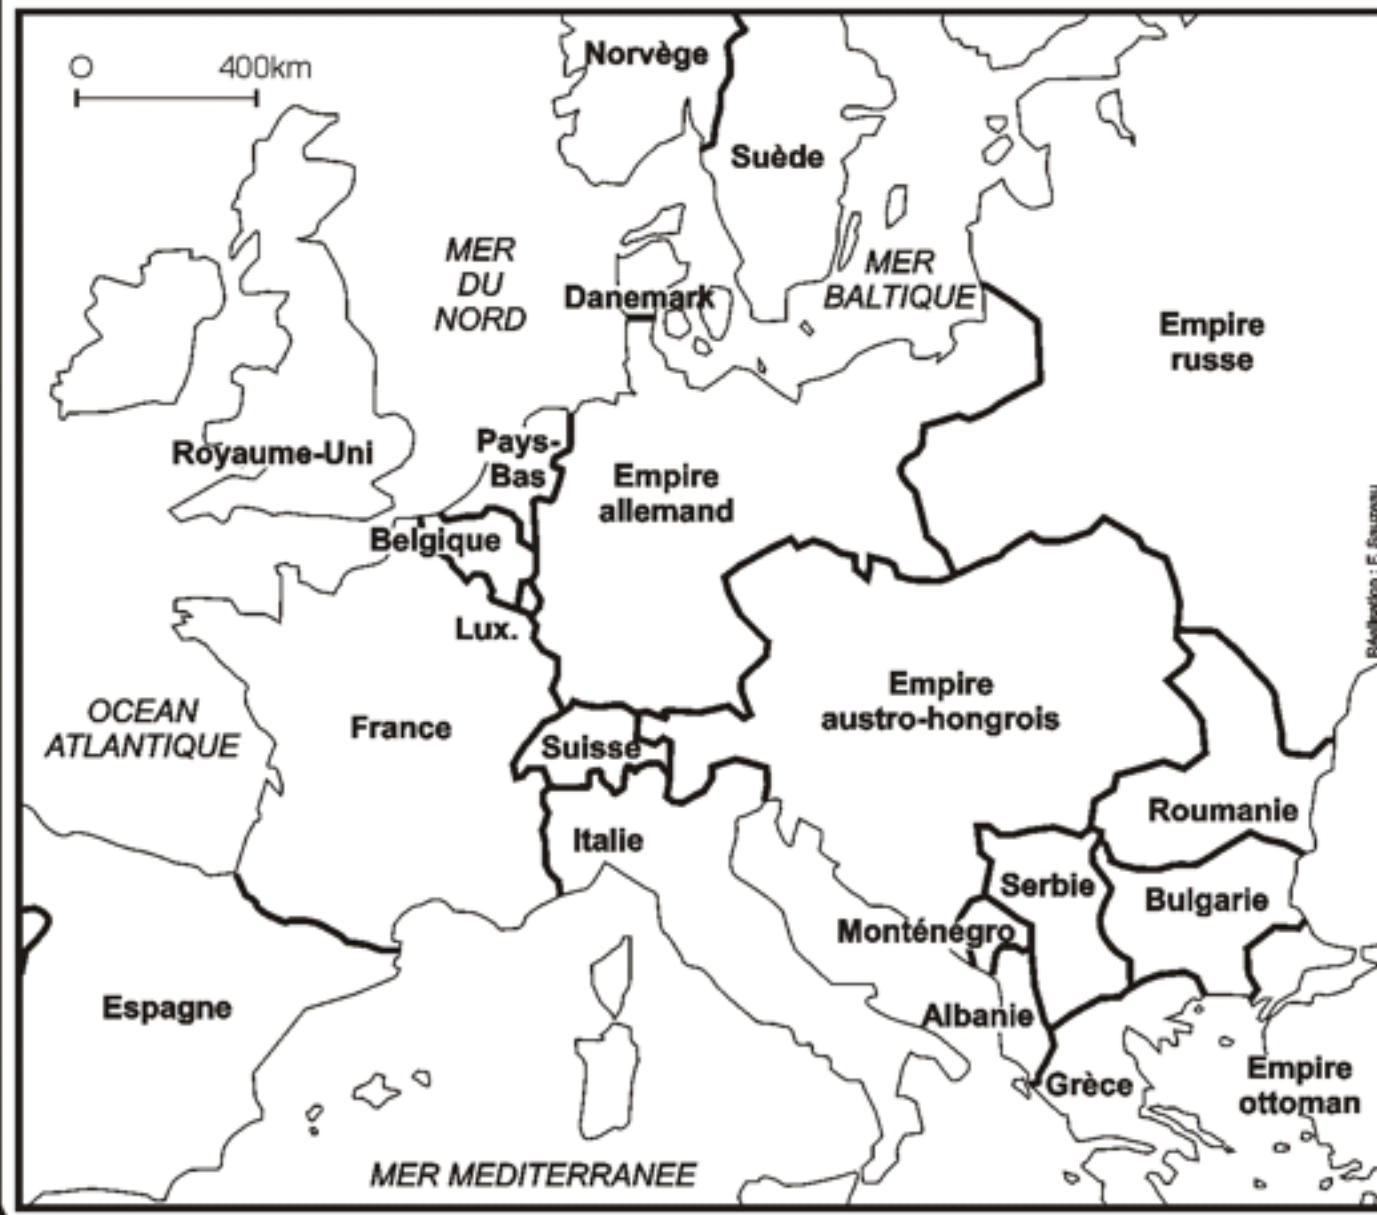 O 400km
Norvège
Suède
MER
DU
NORD
MER
BALTIQUE
Danemark
Empire
russe
Royaume-Uni
Pays-
Bas
Empire
allemand
Belgique
Lux.
Réalisation : F. Sauzeau
OCEAN
ATLANTIQUE
France
Suisse
Empire
austro-hongrois
Italie
Roumanie
Serbie
Bulgarie
Monténégro
Espagne
Albanie
Grèce
Empire
ottoman
MER MEDITERRANEE